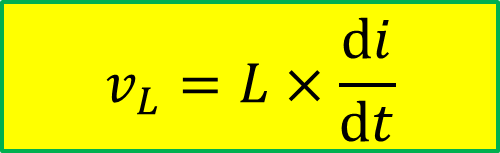 v_L = L × di/dt